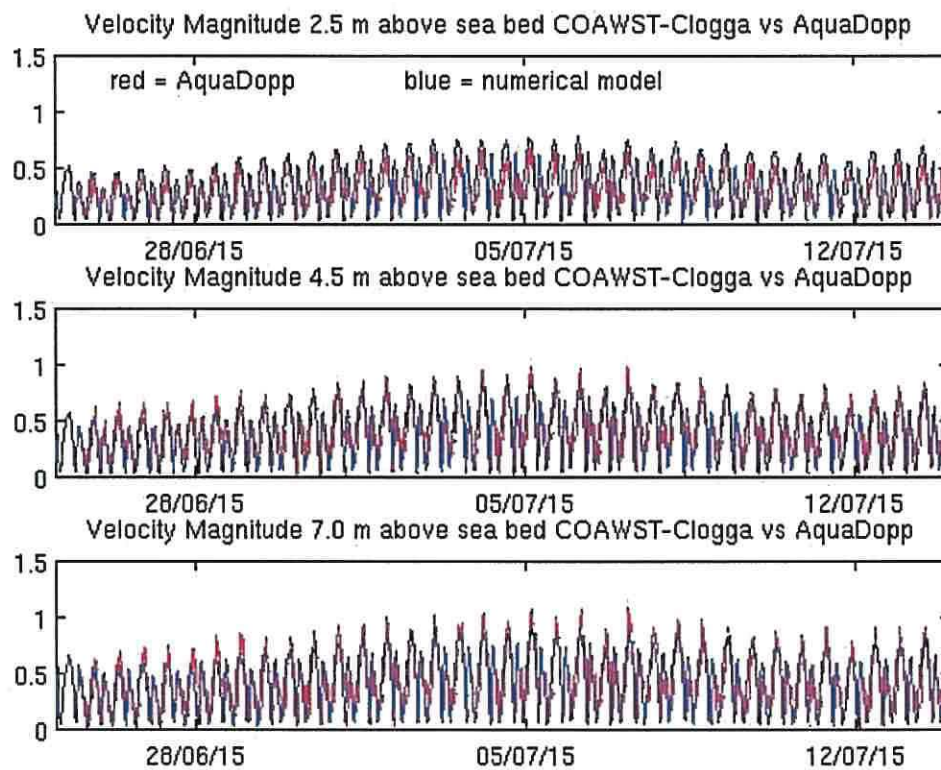 Velocity Magnitude 2.5 m above sea bed COAWST-Clogga vs AquaDopp
1.5
red = AquaDopp blue = numerical model
1
0.5
0
28/06/15 05/07/15 12/07/15
Velocity Magnitude 4.5 m above sea bed COAWST-Clogga vs AquaDopp
1.5
1
0.5
0
28/06/15 05/07/15 12/07/15
Velocity Magnitude 7.0 m above sea bed COAWST-Clogga vs AquaDopp
1.5
1
0.5
0
28/06/15 05/07/15 12/07/15